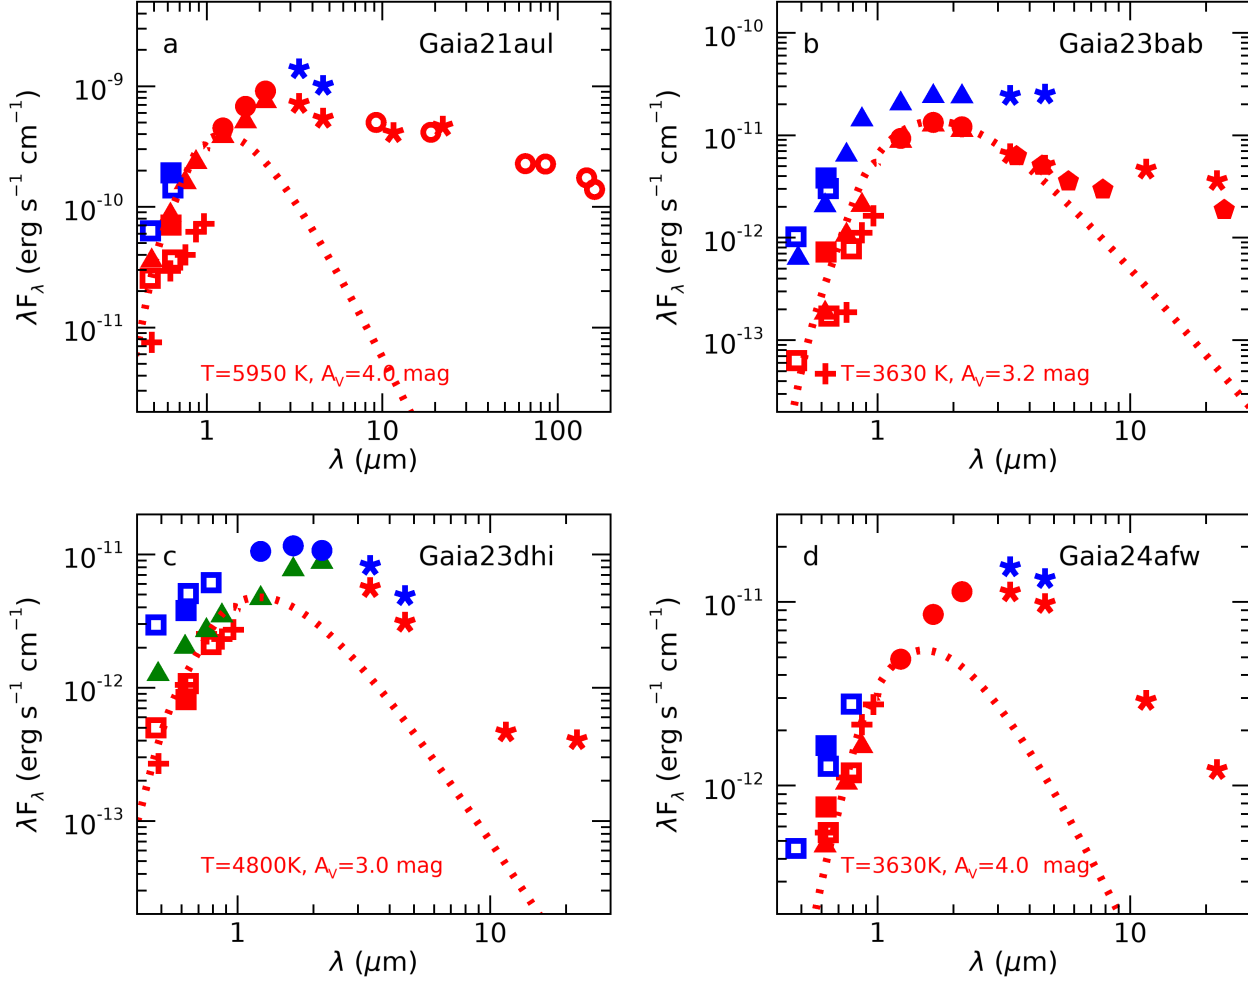 a Gaia21aul
10⁻⁹
10⁻¹⁰
10⁻¹¹
λF_λ (erg s⁻¹ cm⁻¹)
T=5950 K, A_V=4.0 mag
1 10 100
λ (μm)
b Gaia23bab
10⁻¹⁰
10⁻¹¹
10⁻¹²
10⁻¹³
λF_λ (erg s⁻¹ cm⁻¹)
T=3630 K, A_V=3.2 mag
1 10
λ (μm)
c Gaia23dhi
10⁻¹¹
10⁻¹²
10⁻¹³
λF_λ (erg s⁻¹ cm⁻¹)
T=4800K, A_V=3.0 mag
1 10
λ (μm)
d Gaia24afw
10⁻¹¹
10⁻¹²
λF_λ (erg s⁻¹ cm⁻¹)
T=3630K, A_V=4.0 mag
1 10
λ (μm)